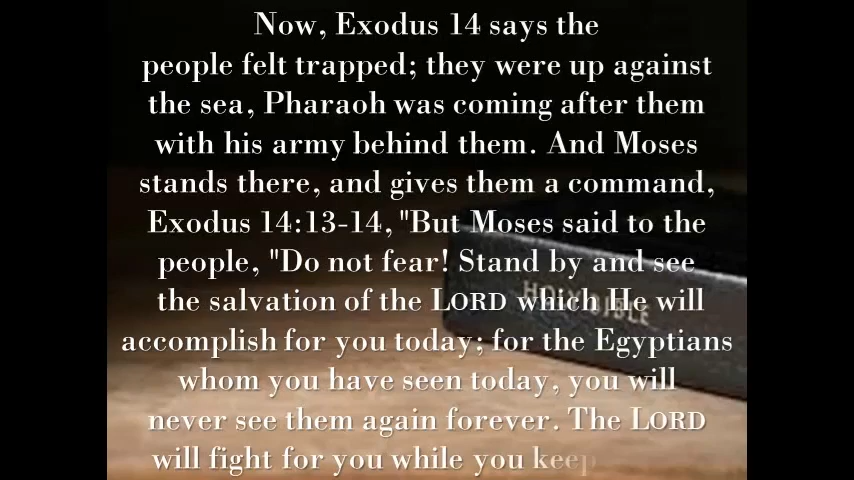 Now, Exodus 14 says the
people felt trapped; they were up against
the sea, Pharaoh was coming after them
with his army behind them. And Moses
stands there, and gives them a command,
Exodus 14:13-14, "But Moses said to the
people, "Do not fear! Stand by and see
the salvation of the LORD which He will
accomplish for you today; for the Egyptians
whom you have seen today, you will
never see them again forever. The LORD
will fight for you while you keep
HOLY BIBLE